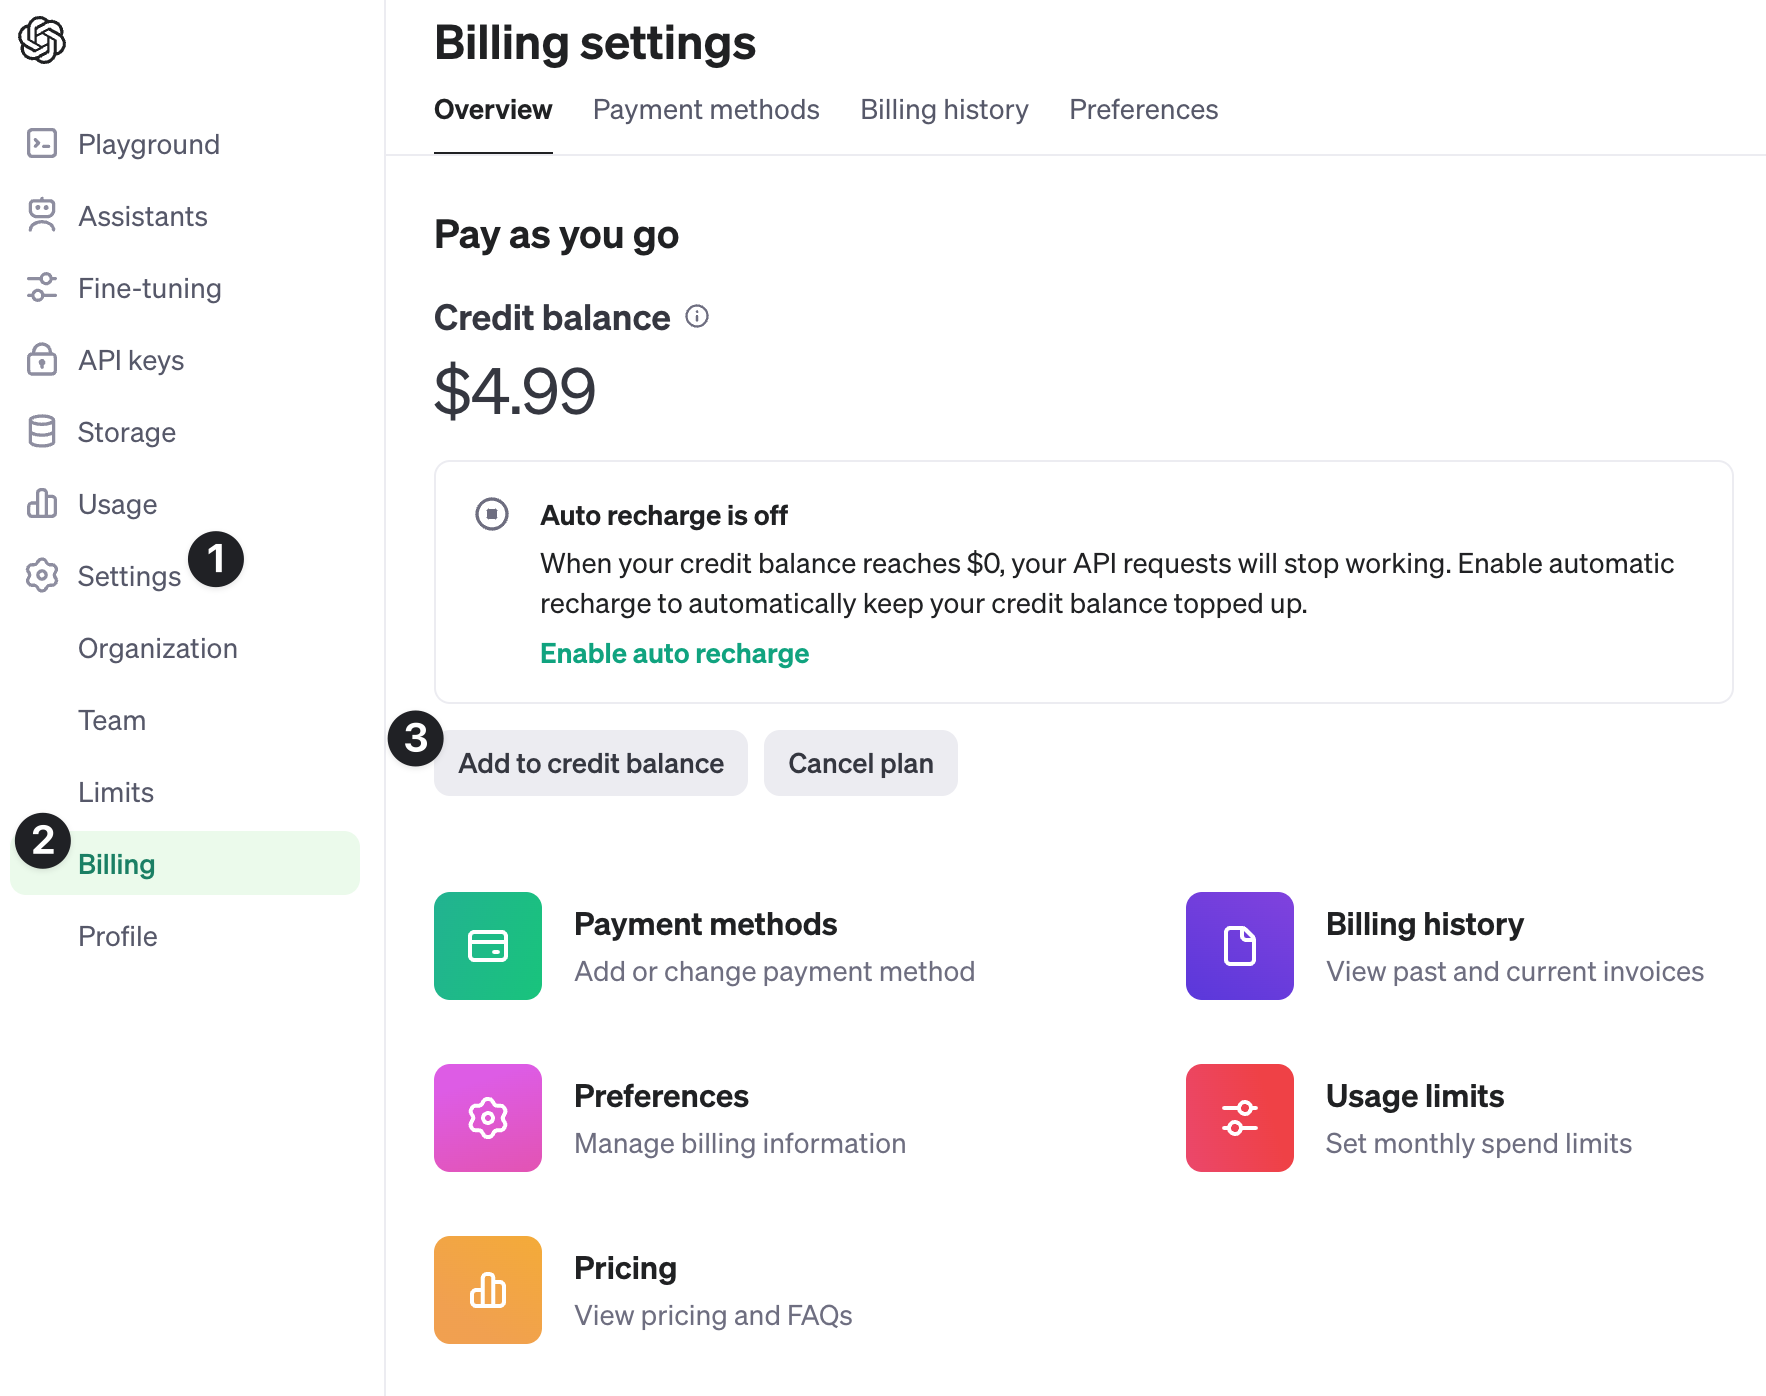 Playground
Assistants
Fine-tuning
API keys
Storage
Usage
Settings
1
Organization
Team
Limits
2
Billing
Profile
Billing settings
Overview
Payment methods
Billing history
Preferences
Pay as you go
Credit balance
$4.99
Auto recharge is off
When your credit balance reaches $0, your API requests will stop working. Enable automatic
recharge to automatically keep your credit balance topped up.
Enable auto recharge
3
Add to credit balance
Cancel plan
Payment methods
Add or change payment method
Billing history
View past and current invoices
Preferences
Manage billing information
Usage limits
Set monthly spend limits
Pricing
View pricing and FAQs